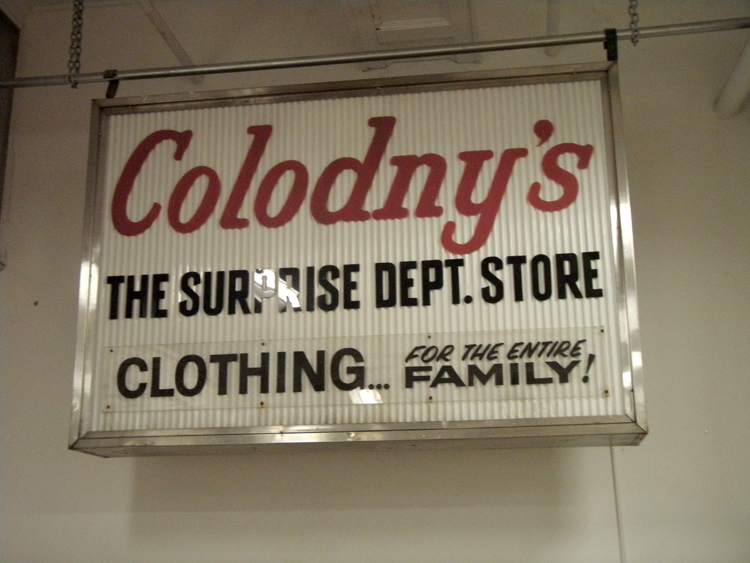 Colodny's
THE SURPRISE DEPT. STORE
CLOTHING... FOR THE ENTIRE
FAMILY!